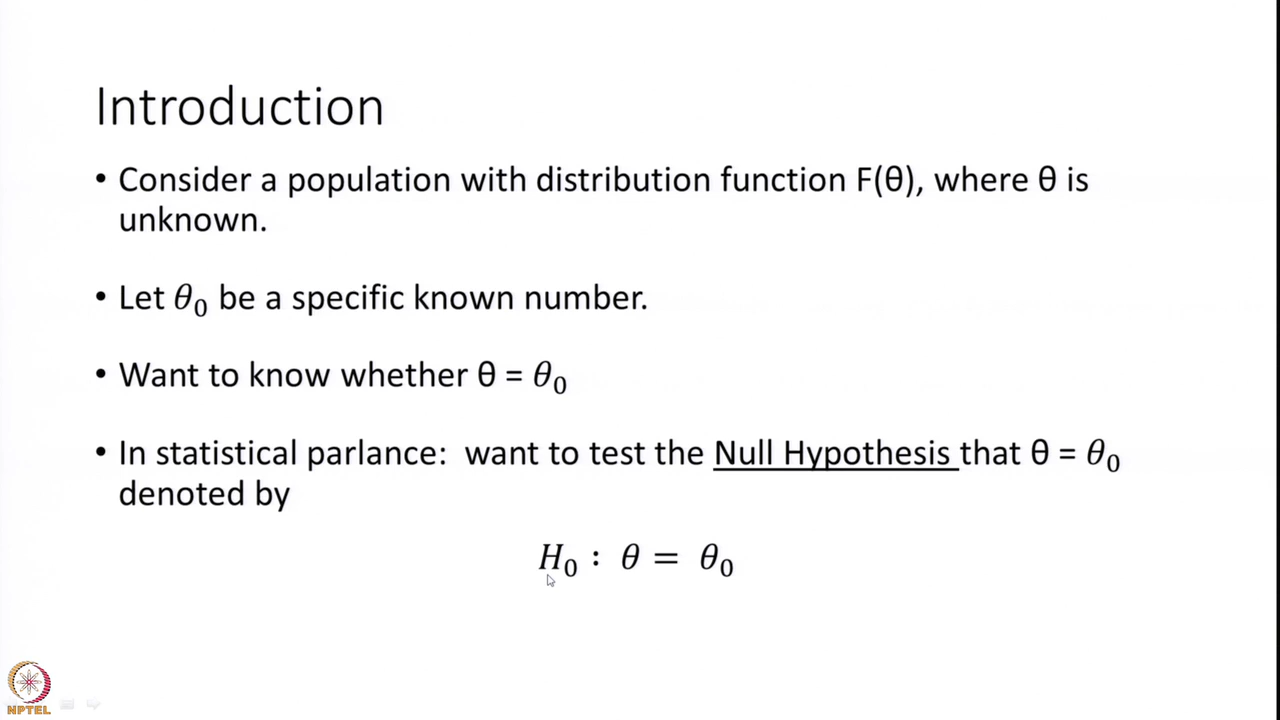 Introduction
• Consider a population with distribution function F(θ), where θ is
unknown.
• Let θ₀ be a specific known number.
• Want to know whether θ = θ₀
• In statistical parlance: want to test the Null Hypothesis that θ = θ₀
denoted by
H₀ : θ = θ₀
NPTEL